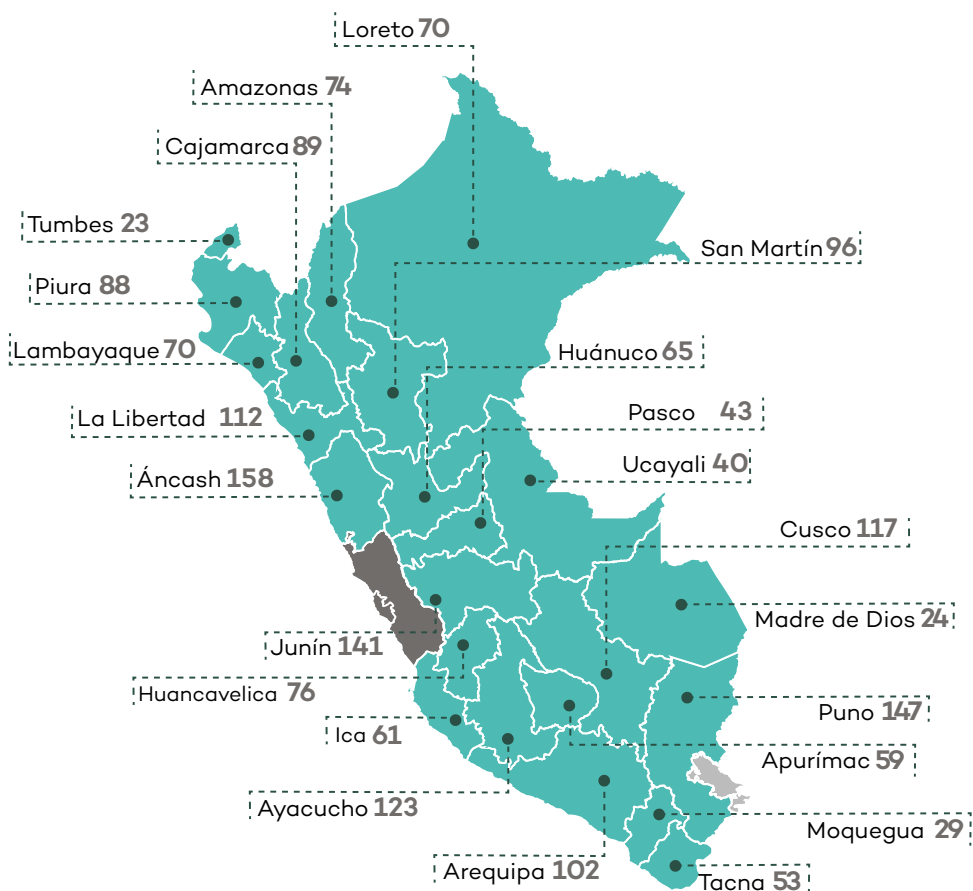 Loreto 70
Amazonas 74
Cajamarca 89
Tumbes 23
San Martín 96
Piura 88
Lambayaque 70
Huánuco 65
La Libertad 112
Pasco 43
Ucayali 40
Áncash 158
Cusco 117
Madre de Dios 24
Junín 141
Huancavelica 76
Puno 147
Ica 61
Apurímac 59
Ayacucho 123
Moquegua 29
Arequipa 102
Tacna 53